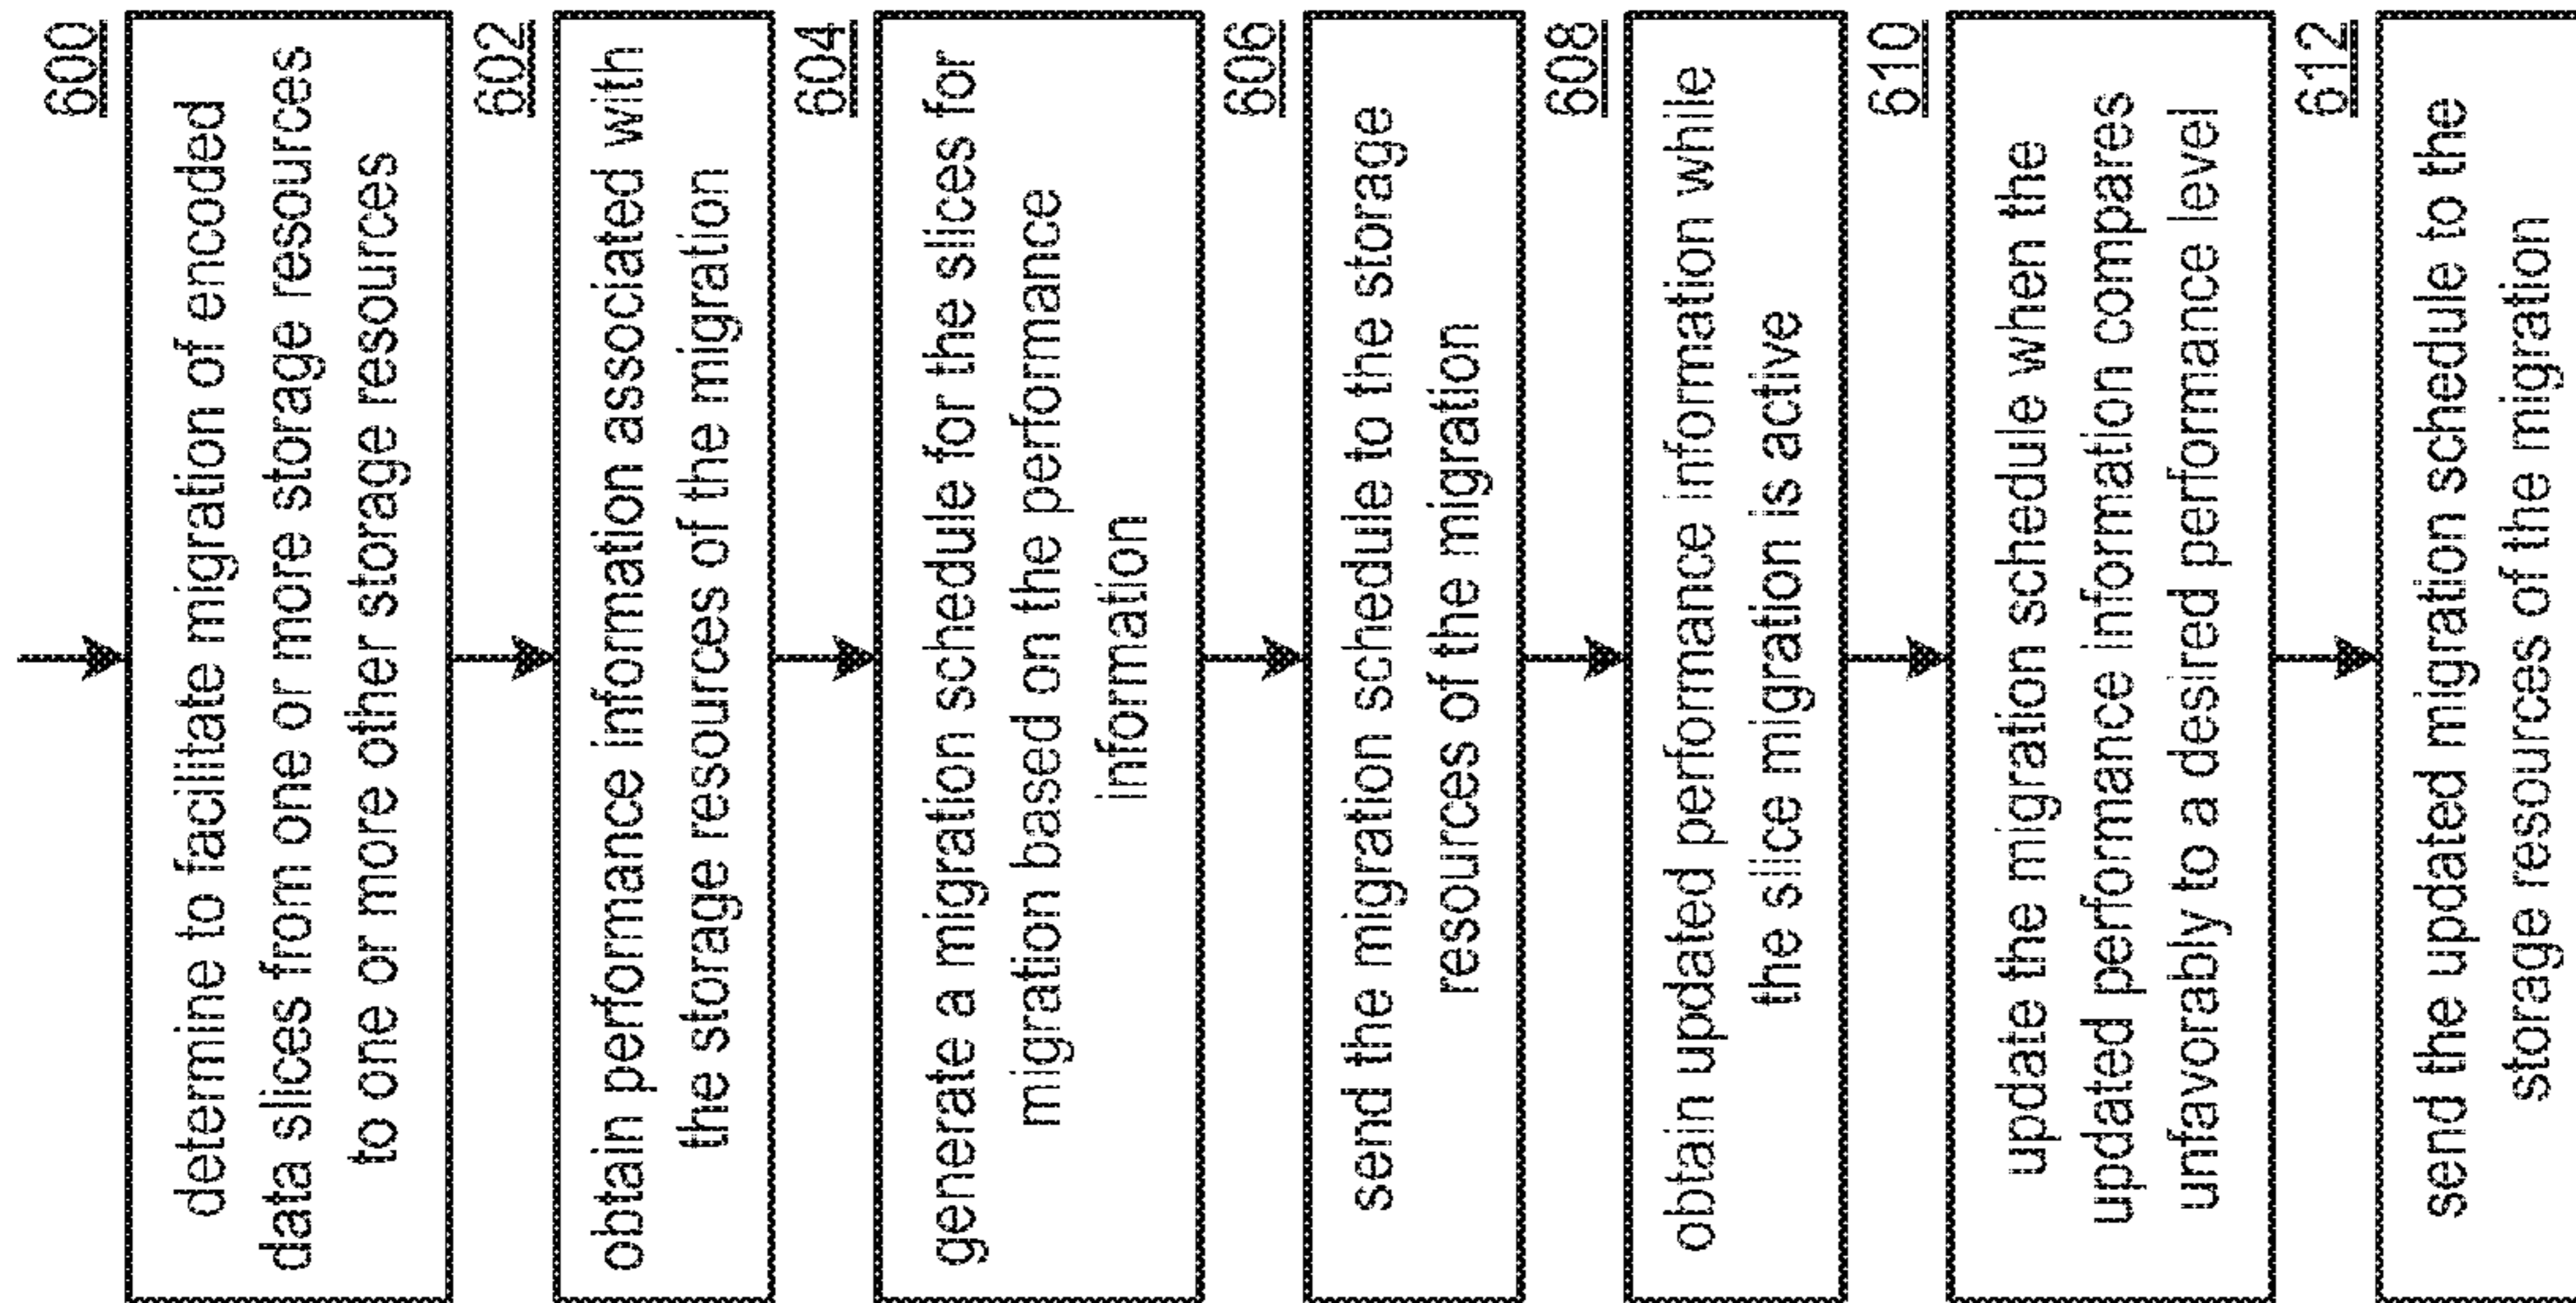 600
determine to facilitate migration of encoded
data slices from one or more storage resources
to one or more other storage resources
602
obtain performance information associated with
the storage resources of the migration
604
generate a migration schedule for the slices for
migration based on the performance
information
606
send the migration schedule to the storage
resources of the migration
608
obtain updated performance information while
the slice migration is active
610
update the migration schedule when the
updated performance information compares
unfavorably to a desired performance level
612
send the updated migration schedule to the
storage resources of the migration